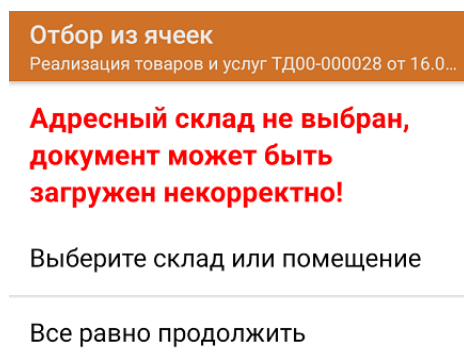 Отбор из ячеек
Реализация товаров и услуг ТД00-000028 от 16.0...
Адресный склад не выбран,
документ может быть
загружен некорректно!
Выберите склад или помещение
Все равно продолжить